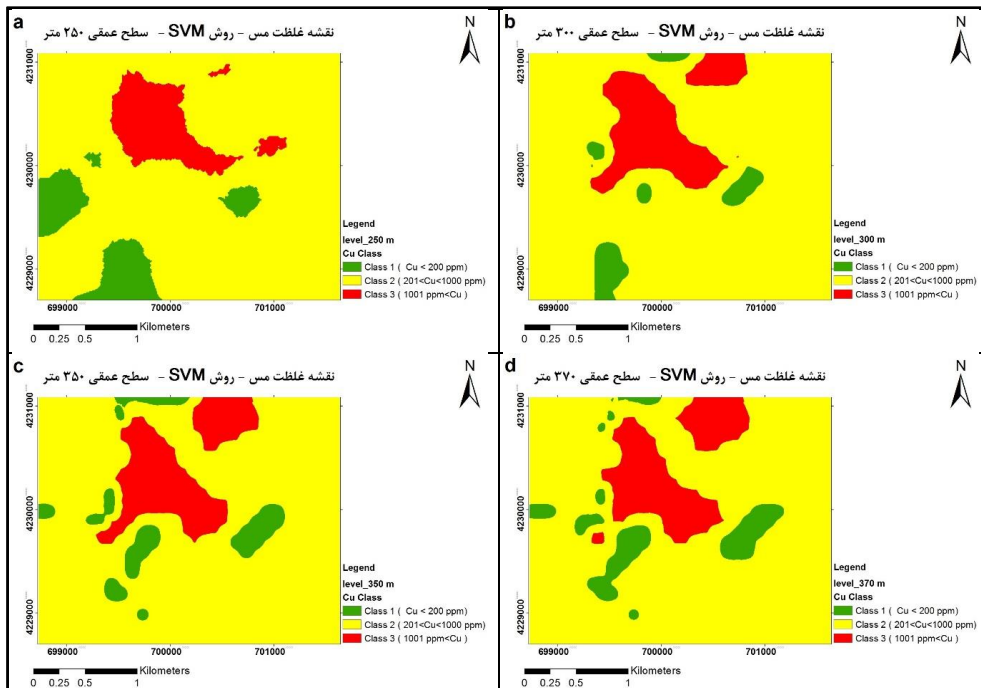 a
نقشه غلظت مس - روش SVM - سطح عمقی ۲۵۰ متر
N
4231000
4230000
4229000
699000 700000 701000
Legend
level_250 m
Cu Class
Class 1 ( Cu < 200 ppm)
Class 2 ( 201<Cu<1000 ppm)
Class 3 ( 1001 ppm<Cu )
Kilometers
0 0.25 0.5 1
b
نقشه غلظت مس - روش SVM - سطح عمقی ۳۰۰ متر
N
4231000
4230000
4229000
699000 700000 701000
Legend
level_300 m
Cu Class
Class 1 ( Cu < 200 ppm)
Class 2 ( 201<Cu<1000 ppm)
Class 3 ( 1001 ppm<Cu )
Kilometers
0 0.25 0.5 1
c
نقشه غلظت مس - روش SVM - سطح عمقی ۳۵۰ متر
N
4231000
4230000
4229000
699000 700000 701000
Legend
level_350 m
Cu Class
Class 1 ( Cu < 200 ppm)
Class 2 ( 201<Cu<1000 ppm)
Class 3 ( 1001 ppm<Cu )
Kilometers
0 0.25 0.5 1
d
نقشه غلظت مس - روش SVM - سطح عمقی ۳۷۰ متر
N
4231000
4230000
4229000
699000 700000 701000
Legend
level_370 m
Cu Class
Class 1 ( Cu < 200 ppm)
Class 2 ( 201<Cu<1000 ppm)
Class 3 ( 1001 ppm<Cu )
Kilometers
0 0.25 0.5 1